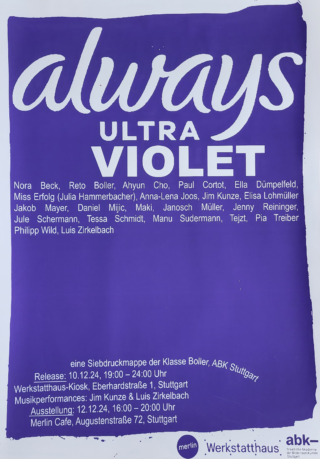 always
ULTRA
VIOLET
Nora Beck, Reto Boller, Ahyun Cho, Paul Cortot, Ella Dümpelfeld,
Miss Erfolg (Julia Hammerbacher), Anna-Lena Joos, Jim Kunze, Elisa Lohmüller
Jakob Mayer, Daniel Mijic, Maki, Janosch Müller, Jenny Reininger,
Jule Schermann, Tessa Schmidt, Manu Sudermann, Tejzt, Pia Treiber
Philipp Wild, Luis Zirkelbach
eine Siebdruckmappe der Klasse Boller, ABK Stuttgart
Release: 10.12.24, 19:00 – 24:00 Uhr
Werkstatthaus-Kiosk, Eberhardstraße 1, Stuttgart
Musikperformances: Jim Kunze & Luis Zirkelbach
Ausstellung: 12.12.24, 16:00 – 20:00 Uhr
Merlin Cafe, Augustenstraße 72, Stuttgart
merlin
Werkstatthaus
abk–